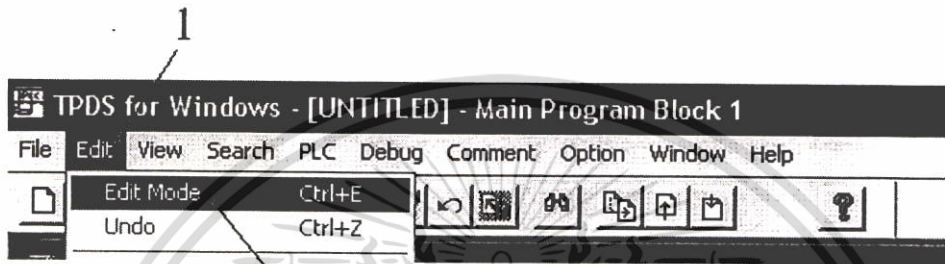 1
TPDS for Windows - [UNTITLED] - Main Program Block 1
File Edit View Search PLC Debug Comment Option Window Help
Edit Mode Ctrl+E
Undo Ctrl+Z